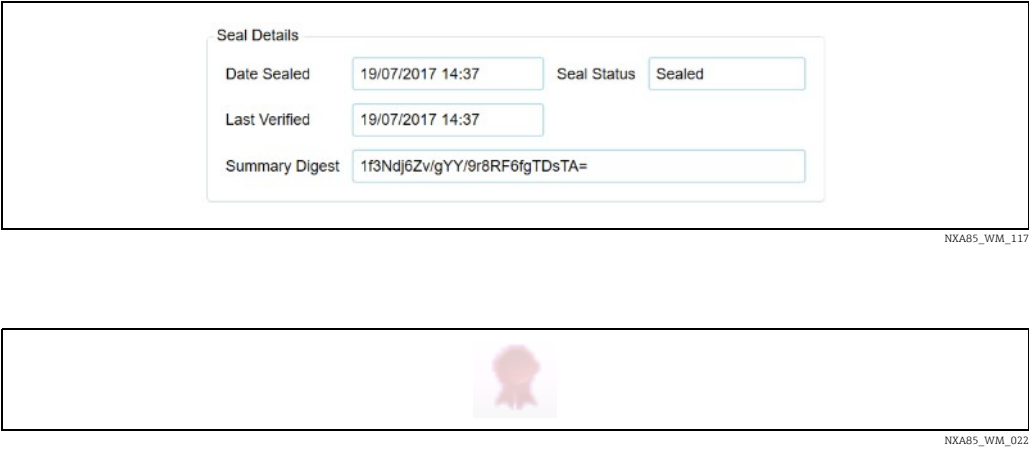 Seal Details
Date Sealed 19/07/2017 14:37 Seal Status Sealed
Last Verified 19/07/2017 14:37
Summary Digest 1f3Ndj6Zv/gYY/9r8RF6fgTDsTA=
NXA85_WM_117
NXA85_WM_022